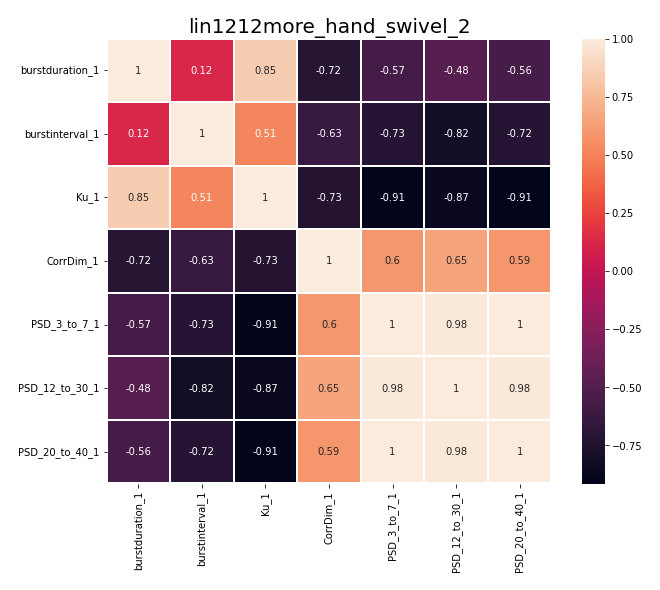 lin1212more_hand_swivel_2
burstduration_1 1 0.12 0.85 -0.72 -0.57 -0.48 -0.56
burstinterval_1 0.12 1 0.51 -0.63 -0.73 -0.82 -0.72
Ku_1 0.85 0.51 1 -0.73 -0.91 -0.87 -0.91
CorrDim_1 -0.72 -0.63 -0.73 1 0.6 0.65 0.59
PSD_3_to_7_1 -0.57 -0.73 -0.91 0.6 1 0.98 1
PSD_12_to_30_1 -0.48 -0.82 -0.87 0.65 0.98 1 0.98
PSD_20_to_40_1 -0.56 -0.72 -0.91 0.59 1 0.98 1
burstduration_1
burstinterval_1
Ku_1
CorrDim_1
PSD_3_to_7_1
PSD_12_to_30_1
PSD_20_to_40_1
1.00
0.75
0.50
0.25
0.00
−0.25
−0.50
−0.75